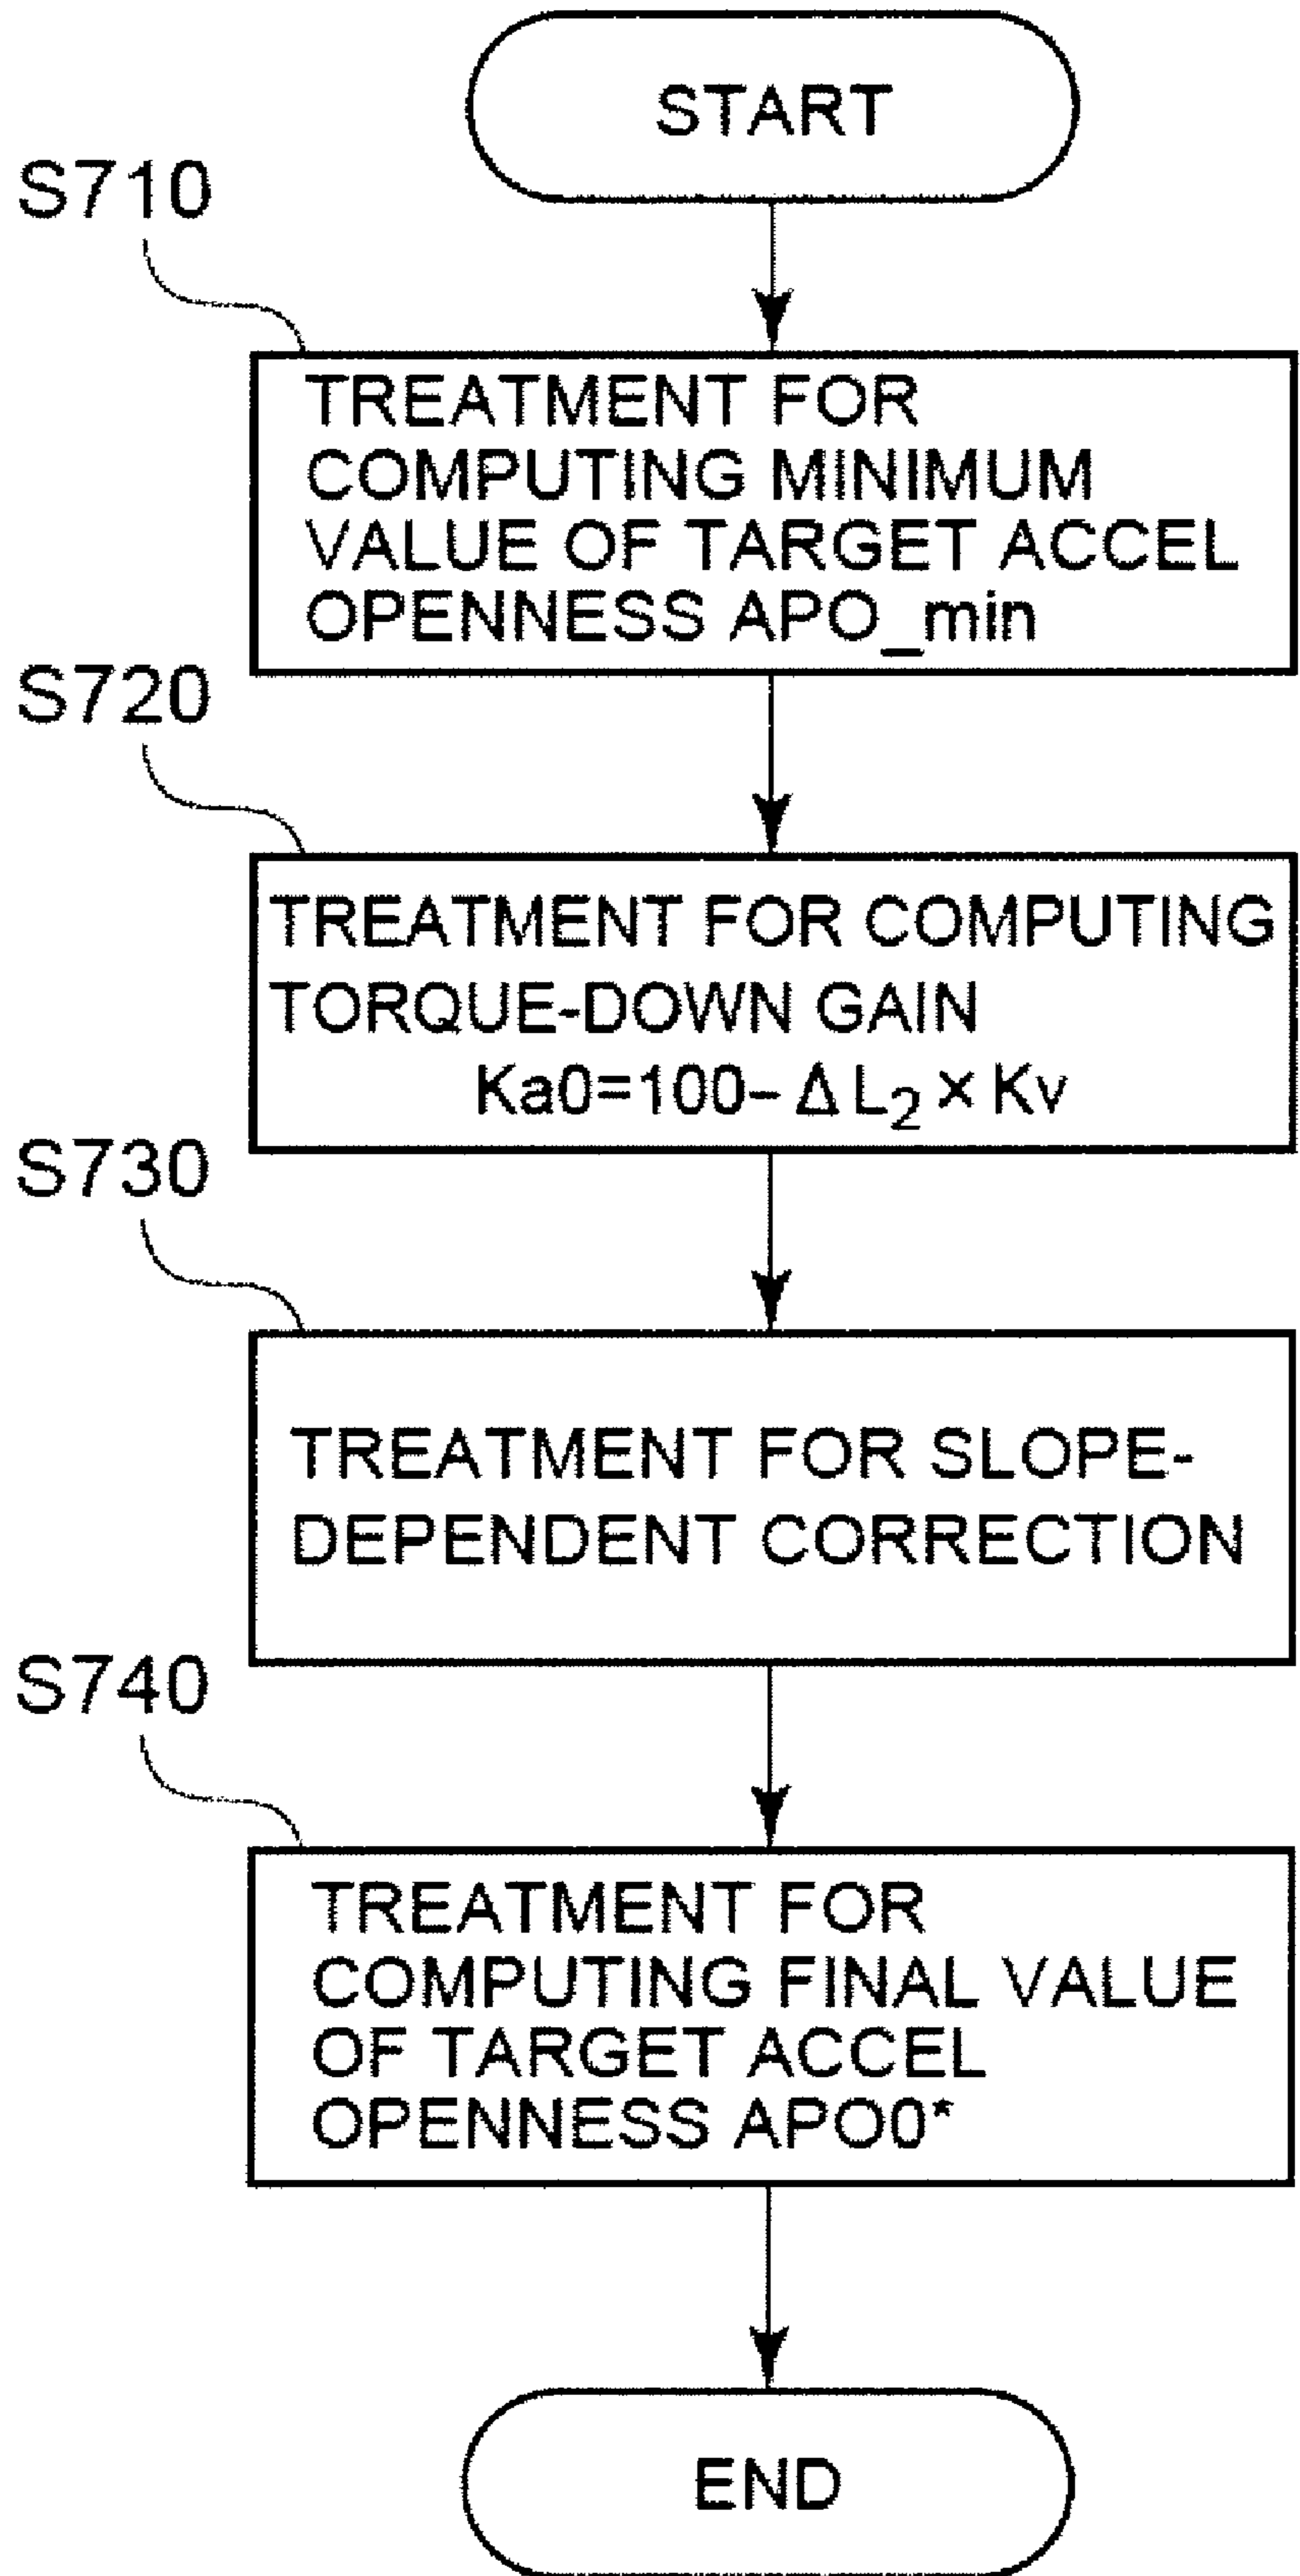 START
S710
TREATMENT FOR
COMPUTING MINIMUM
VALUE OF TARGET ACCEL
OPENNESS APO_min
S720
TREATMENT FOR COMPUTING
TORQUE-DOWN GAIN
Ka0=100-ΔL₂×Kv
S730
TREATMENT FOR SLOPE-
DEPENDENT CORRECTION
S740
TREATMENT FOR
COMPUTING FINAL VALUE
OF TARGET ACCEL
OPENNESS APO0*
END